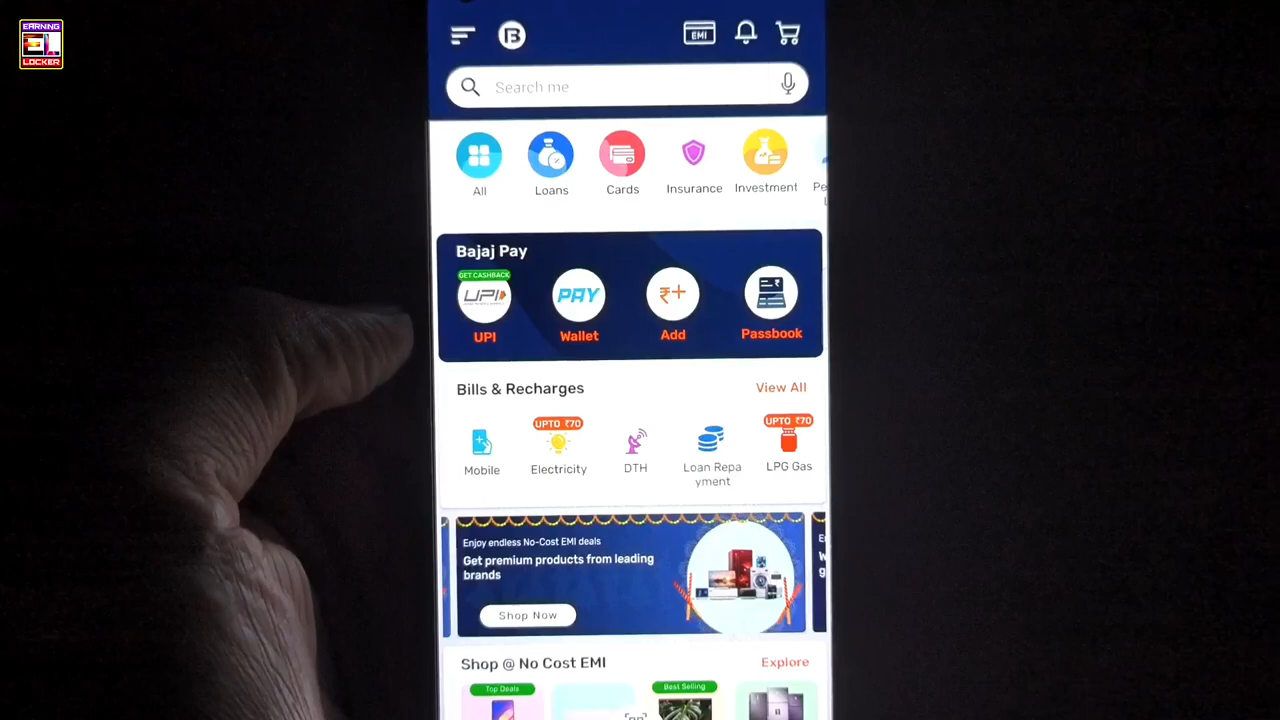 EARNING
LOCKER
B
EMI
Search me
All
Loans
Cards
Insurance
Investment
Pe
Bajaj Pay
GET CASHBACK
UPI
PAY
₹+
₹
UPI
Wallet
Add
Passbook
Bills & Recharges
View All
UPTO ₹70
UPTO ₹70
Mobile
Electricity
DTH
Loan Repa
yment
LPG Gas
Enjoy endless No-Cost EMI deals
Get premium products from leading
brands
Shop Now
Shop @ No Cost EMI
Explore
Top Deals
Best Selling